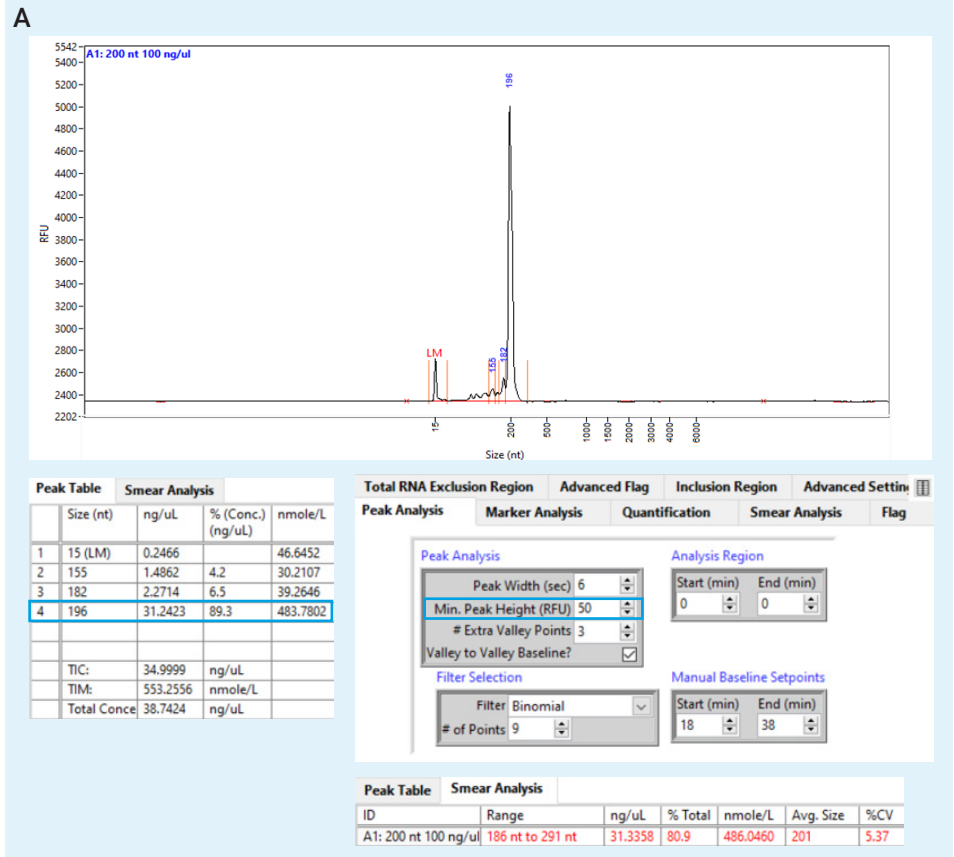 A
A1: 200 nt 100 ng/ul
5542
5400
5200
5000
4800
4600
4400
4200
4000
3800
3600
3400
3200
3000
2800
2600
2400
2202
RFU
196
LM
155
182
15
200
500
1000
1500
2000
3000
4000
6000
Size (nt)
Peak Table Smear Analysis
Size (nt) ng/uL % (Conc.) (ng/uL) nmole/L
1 15 (LM) 0.2466 46.6452
2 155 1.4862 4.2 30.2107
3 182 2.2714 6.5 39.2646
4 196 31.2423 89.3 483.7802
TIC: 34.9999 ng/uL
TIM: 553.2556 nmole/L
Total Conce 38.7424 ng/uL
Total RNA Exclusion Region Advanced Flag Inclusion Region Advanced Setting
Peak Analysis Marker Analysis Quantification Smear Analysis Flag
Peak Analysis
Peak Width (sec) 6
Min. Peak Height (RFU) 50
# Extra Valley Points 3
Valley to Valley Baseline?
Analysis Region
Start (min) End (min)
0 0
Filter Selection
Filter Binomial
# of Points 9
Manual Baseline Setpoints
Start (min) End (min)
18 38
Peak Table Smear Analysis
ID Range ng/uL % Total nmole/L Avg. Size %CV
A1: 200 nt 100 ng/ul 186 nt to 291 nt 31.3358 80.9 486.0460 201 5.37